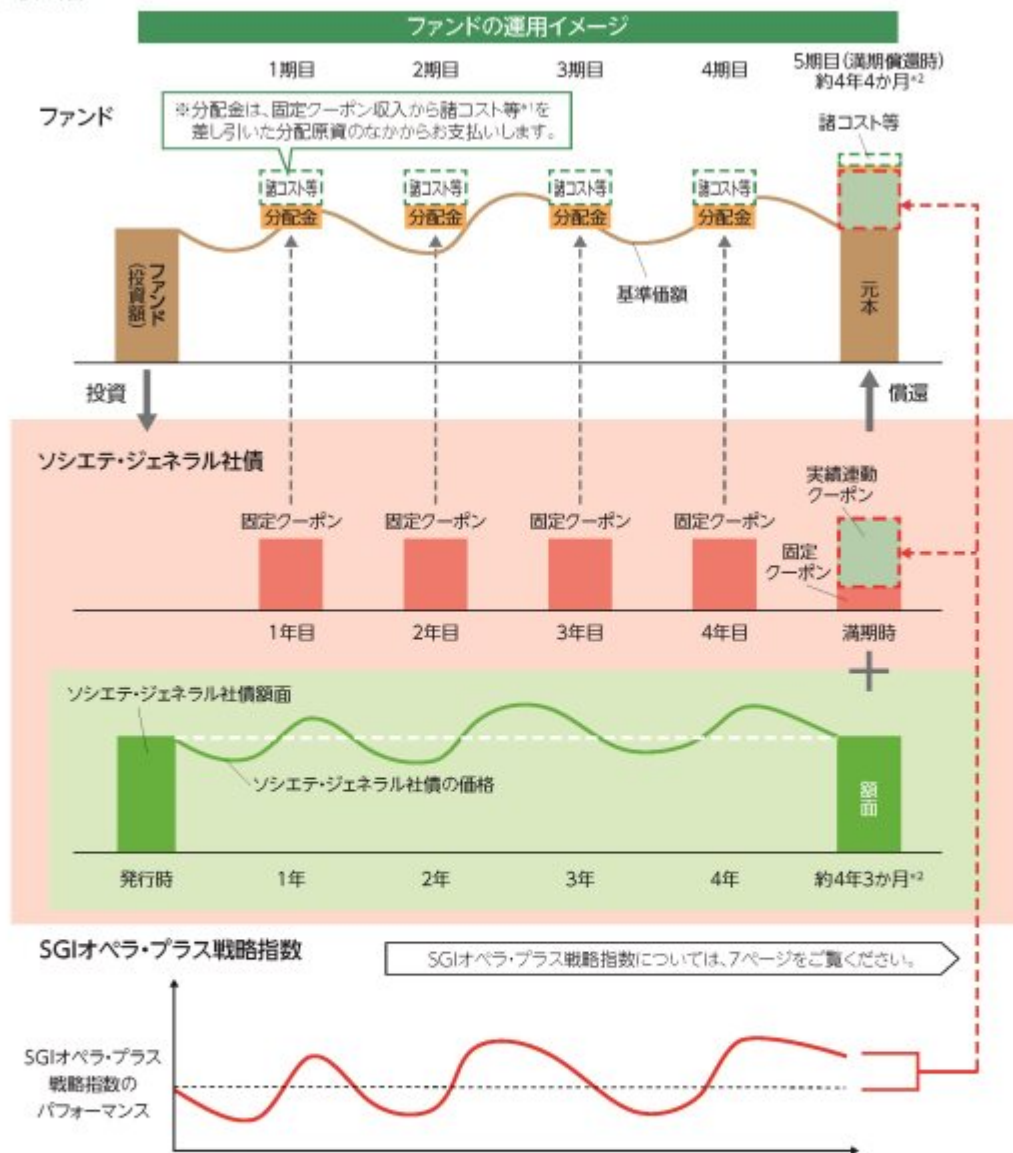 ファンドの運用イメージ
1期目
2期目
3期目
4期目
5期目(満期償還時)
約4年4か月*2
ファンド
※分配金は、固定クーポン収入から諸コスト等*1を
差し引いた分配原資のなかからお支払いします。
諸コスト等
諸コスト等
諸コスト等
諸コスト等
諸コスト等
分配金
分配金
分配金
分配金
ファンド
(投資額)
基準価額
元本
投資
償還
ソシエテ・ジェネラル社債
実績連動
クーポン
固定クーポン
固定クーポン
固定クーポン
固定クーポン
固定
クーポン
1年目
2年目
3年目
4年目
満期時
ソシエテ・ジェネラル社債額面
ソシエテ・ジェネラル社債の価格
額面
発行時
1年
2年
3年
4年
約4年3か月*2
SGIオペラ・プラス戦略指数
SGIオペラ・プラス戦略指数については、7ページをご覧ください。
SGIオペラ・プラス
戦略指数の
パフォーマンス